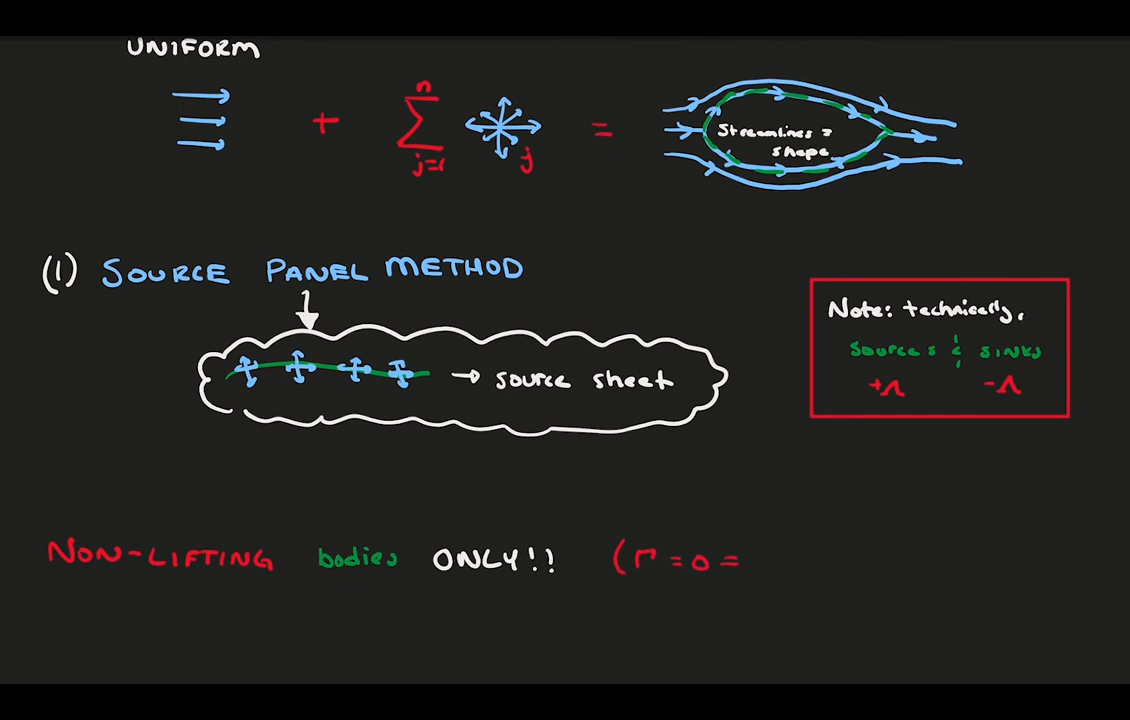 UNIFORM
+ n Σ j=1 j =
Streamlines =
shape
(1) SOURCE PANEL METHOD
→ source sheet
Note: technically,
sources & sinks
+Λ -Λ
NON-LIFTING bodies ONLY!! (Γ = 0 =